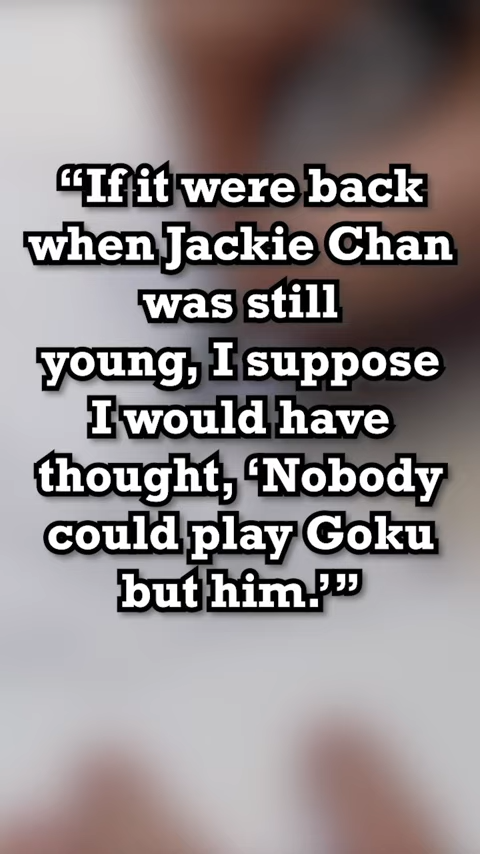 “If it were back
when Jackie Chan
was still
young, I suppose
I would have
thought, ‘Nobody
could play Goku
but him.’”